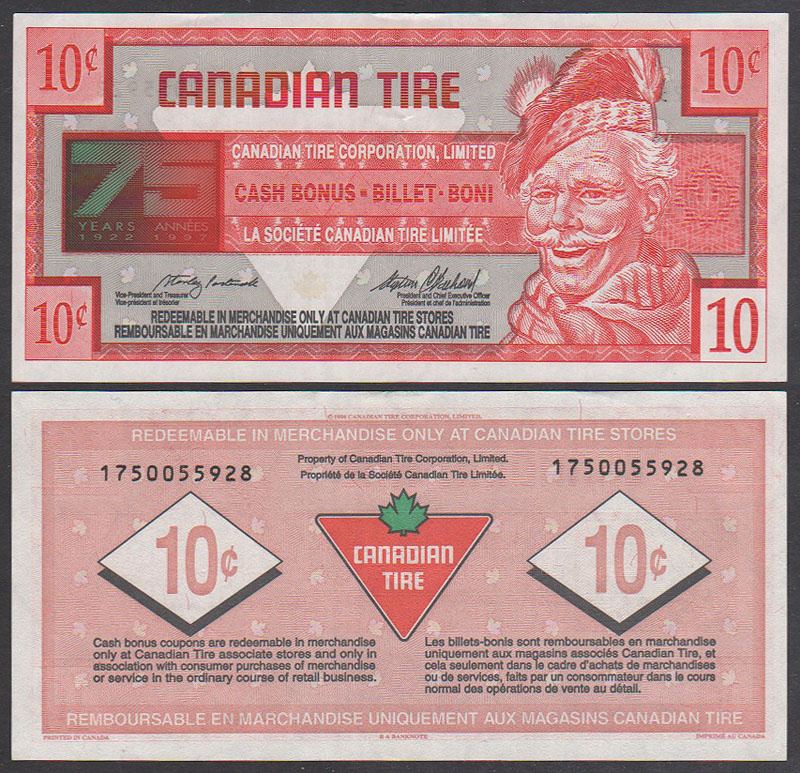 10¢
10¢
CANADIAN TIRE
CANADIAN TIRE CORPORATION, LIMITED
75
CASH BONUS - BILLET - BONI
YEARS ANNÉES
1922 1997
LA SOCIÉTÉ CANADIAN TIRE LIMITÉE
Vice-President and Treasurer
Vice-président et trésorier
President and Chief Executive Officer
Président et chef de l'administration
10¢
REDEEMABLE IN MERCHANDISE ONLY AT CANADIAN TIRE STORES
REMBOURSABLE EN MARCHANDISE UNIQUEMENT AUX MAGASINS CANADIAN TIRE
10
© 1996 CANADIAN TIRE CORPORATION, LIMITED.
REDEEMABLE IN MERCHANDISE ONLY AT CANADIAN TIRE STORES
Property of Canadian Tire Corporation, Limited.
Propriété de la Société Canadian Tire Limitée.
1750055928
1750055928
10¢
CANADIAN
TIRE
10¢
Cash bonus coupons are redeemable in merchandise
only at Canadian Tire associate stores and only in
association with consumer purchases of merchandise
or service in the ordinary course of retail business.
Les billets-bonis sont remboursables en marchandise
uniquement aux magasins associés Canadian Tire, et
cela seulement dans le cadre d'achats de marchandises
ou de services, faits par un consommateur dans le cours
normal des opérations de vente au détail.
REMBOURSABLE EN MARCHANDISE UNIQUEMENT AUX MAGASINS CANADIAN TIRE
PRINTED IN CANADA
B A BANKNOTE
IMPRIMÉ AU CANADA